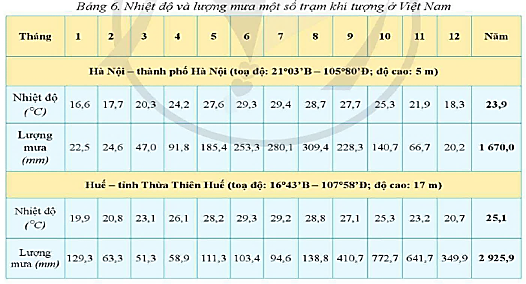 Bảng 6. Nhiệt độ và lượng mưa một số trạm khí tượng ở Việt Nam
Tháng 1 2 3 4 5 6 7 8 9 10 11 12 Năm
Hà Nội – thành phố Hà Nội (toạ độ: 21°03'B – 105°80'Đ; độ cao: 5 m)
Nhiệt độ (°C) 16,6 17,7 20,3 24,2 27,6 29,3 29,4 28,7 27,7 25,3 21,9 18,3 23,9
Lượng mưa (mm) 22,5 24,6 47,0 91,8 185,4 253,3 280,1 309,4 228,3 140,7 66,7 20,2 1 670,0
Huế – tỉnh Thừa Thiên Huế (toạ độ: 16°43'B – 107°58'Đ; độ cao: 17 m)
Nhiệt độ (°C) 19,9 20,8 23,1 26,1 28,2 29,3 29,2 28,8 27,1 25,3 23,2 20,7 25,1
Lượng mưa (mm) 129,3 63,3 51,3 58,9 111,3 103,4 94,6 138,8 410,7 772,7 641,7 349,9 2 925,9